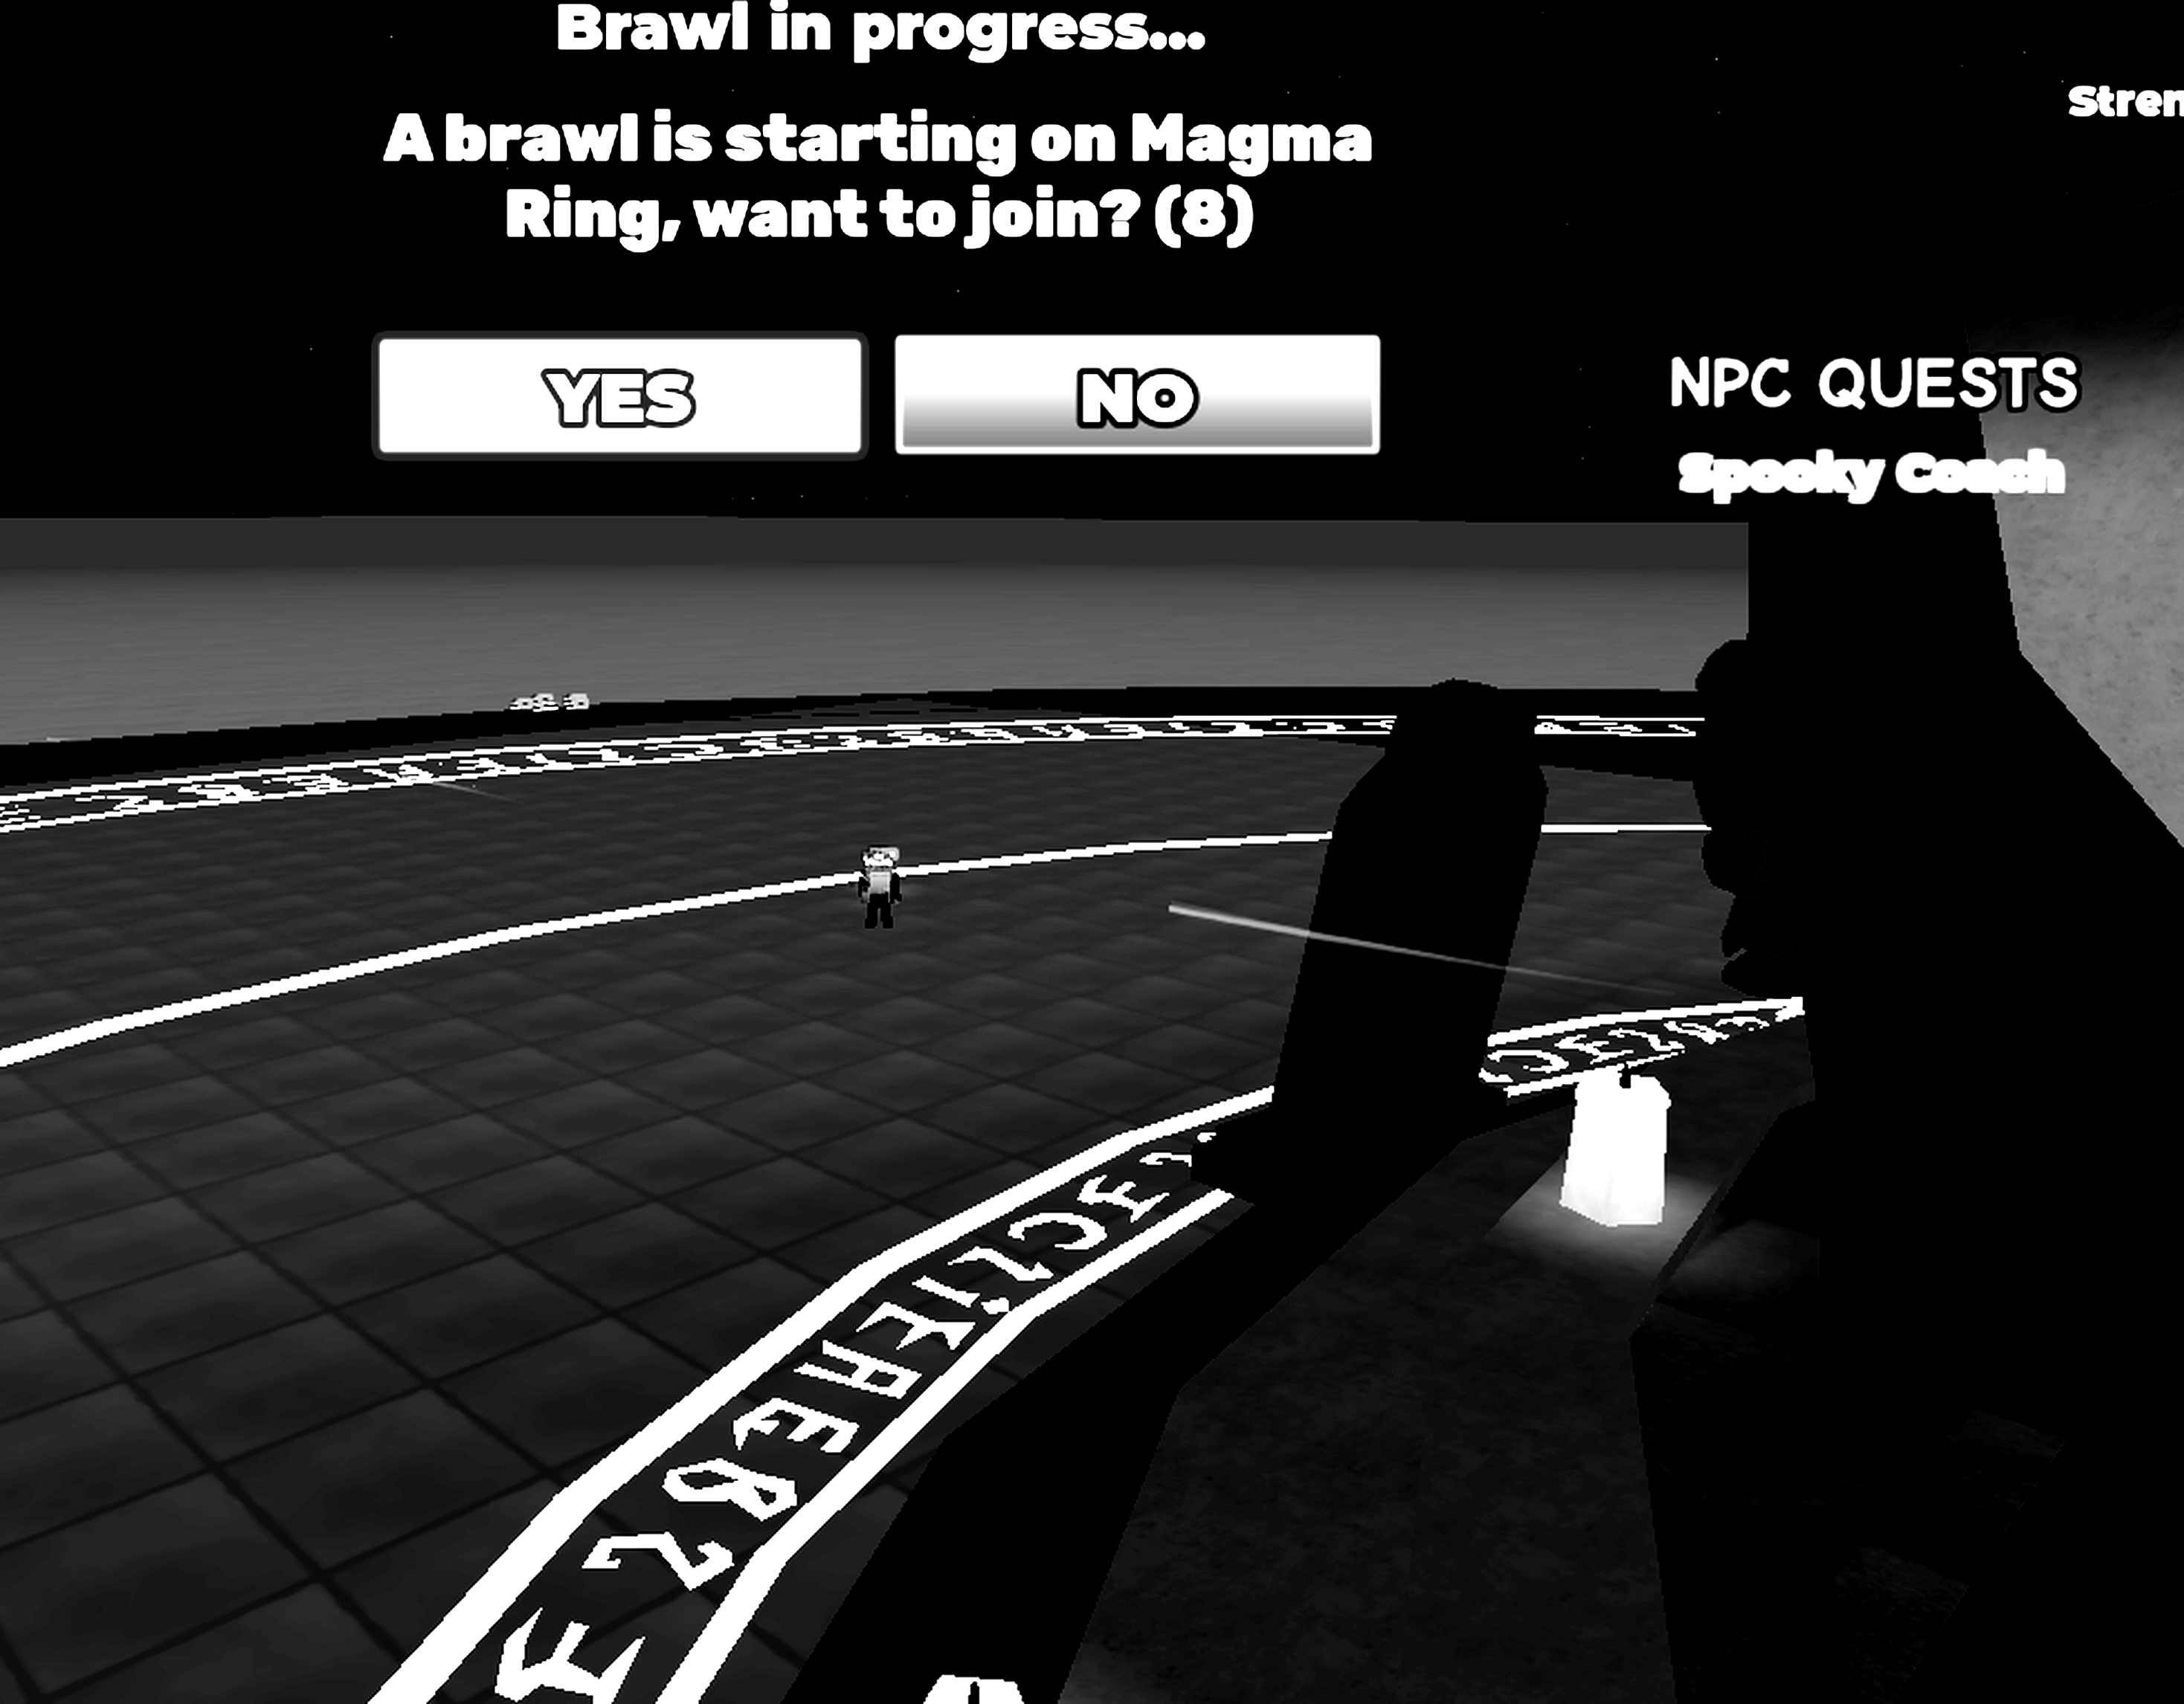 Brawl in progress...
Stren
A brawl is starting on Magma
Ring, want to join? (8)
YES
NO
NPC QUESTS
Spooky Coach